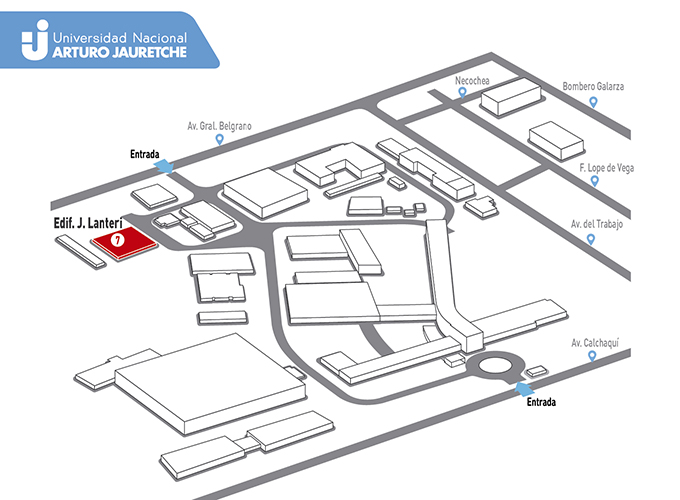 Universidad Nacional
ARTURO JAURETCHE
Necochea
Bombero Galarza
Av. Gral. Belgrano
Entrada
F. Lope de Vega
Edif. J. Lanteri
7
Av. del Trabajo
Av. Calchaquí
Entrada